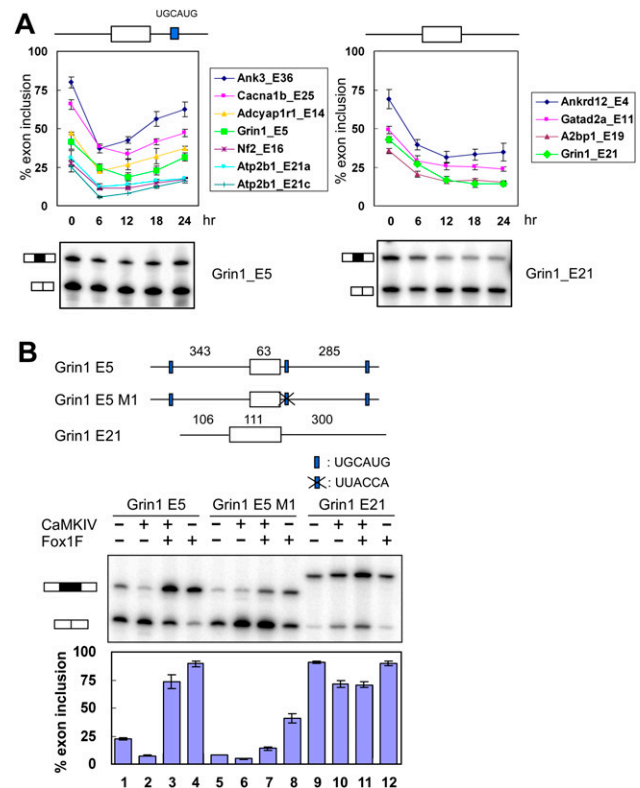 A
UGCAUG
% exon inclusion
100
75
50
25
0
0 6 12 18 24 hr
Ank3_E36
Cacna1b_E25
Adcyap1r1_E14
Grin1_E5
Nf2_E16
Atp2b1_E21a
Atp2b1_E21c
Grin1_E5
% exon inclusion
100
75
50
25
0
0 6 12 18 24 hr
Ankrd12_E4
Gatad2a_E11
A2bp1_E19
Grin1_E21
Grin1_E21
B
343 63 285
Grin1 E5
Grin1 E5 M1
106 111 300
Grin1 E21
: UGCAUG
: UUACCA
Grin1 E5 Grin1 E5 M1 Grin1 E21
CaMKIV − + + − − + + − − + + −
Fox1F − − + + − − + + − − + +
% exon inclusion
100
75
50
25
0
1 2 3 4 5 6 7 8 9 10 11 12